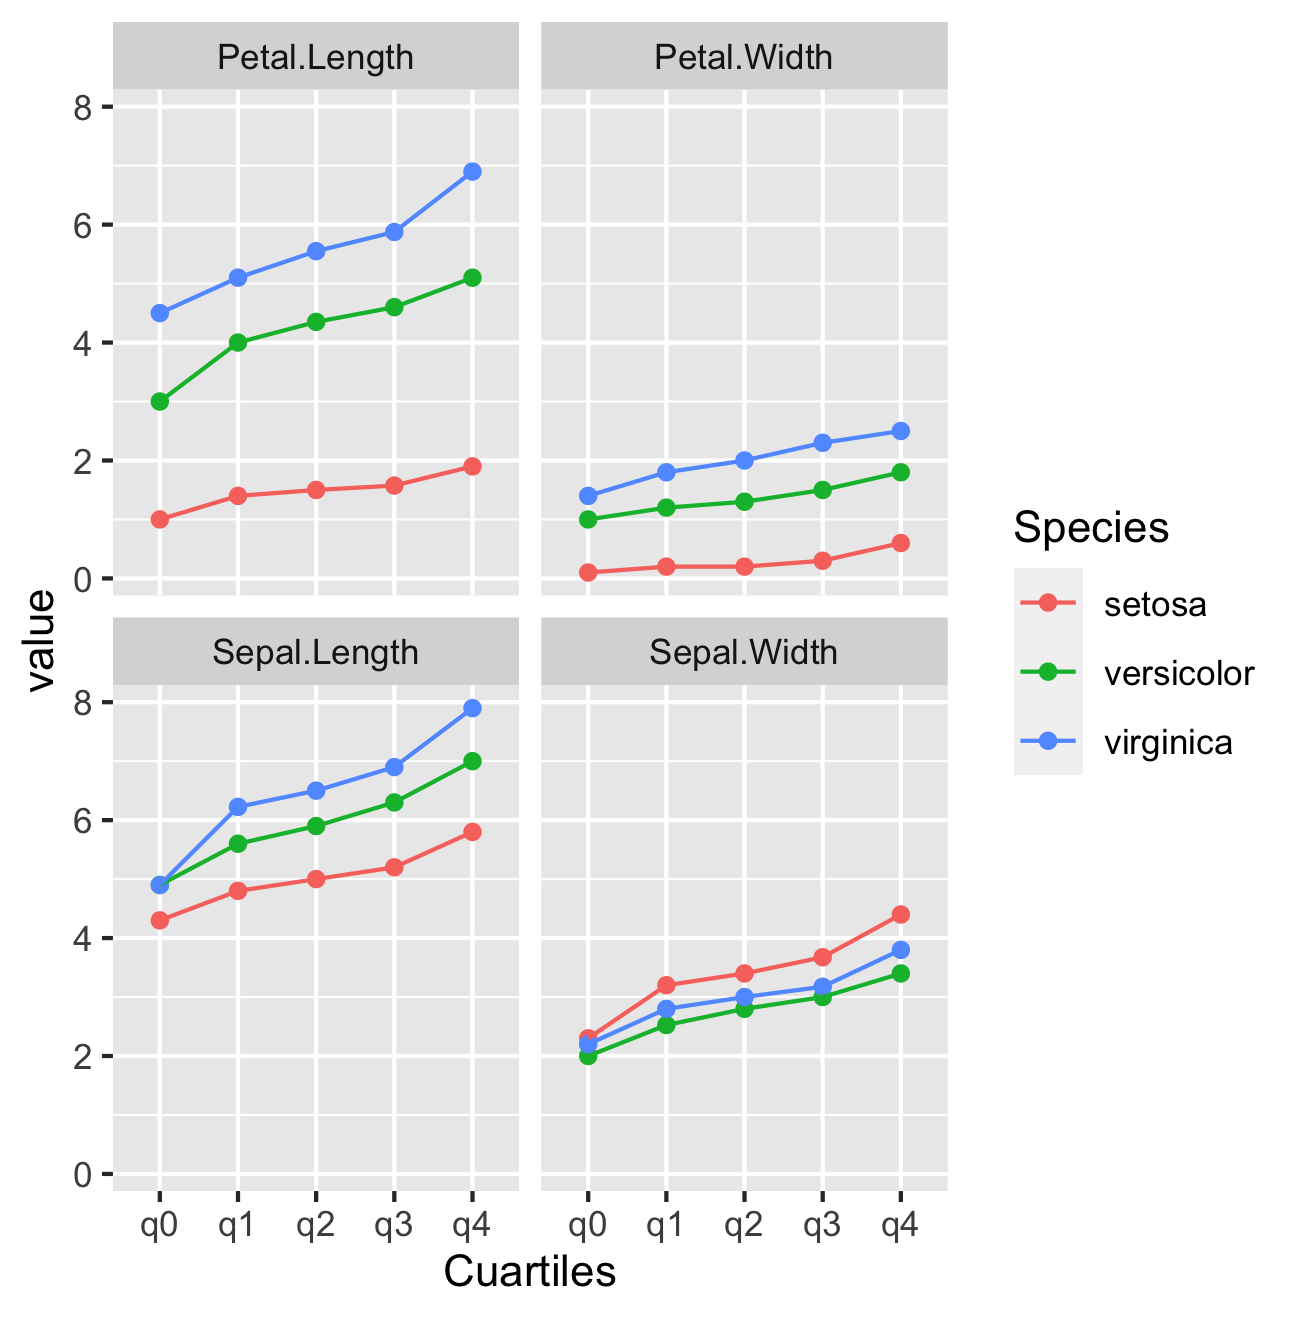 Petal.Length
Petal.Width
8
6
4
2
0
value
Sepal.Length
Sepal.Width
8
6
4
2
0
q0 q1 q2 q3 q4
q0 q1 q2 q3 q4
Cuartiles
Species
setosa
versicolor
virginica